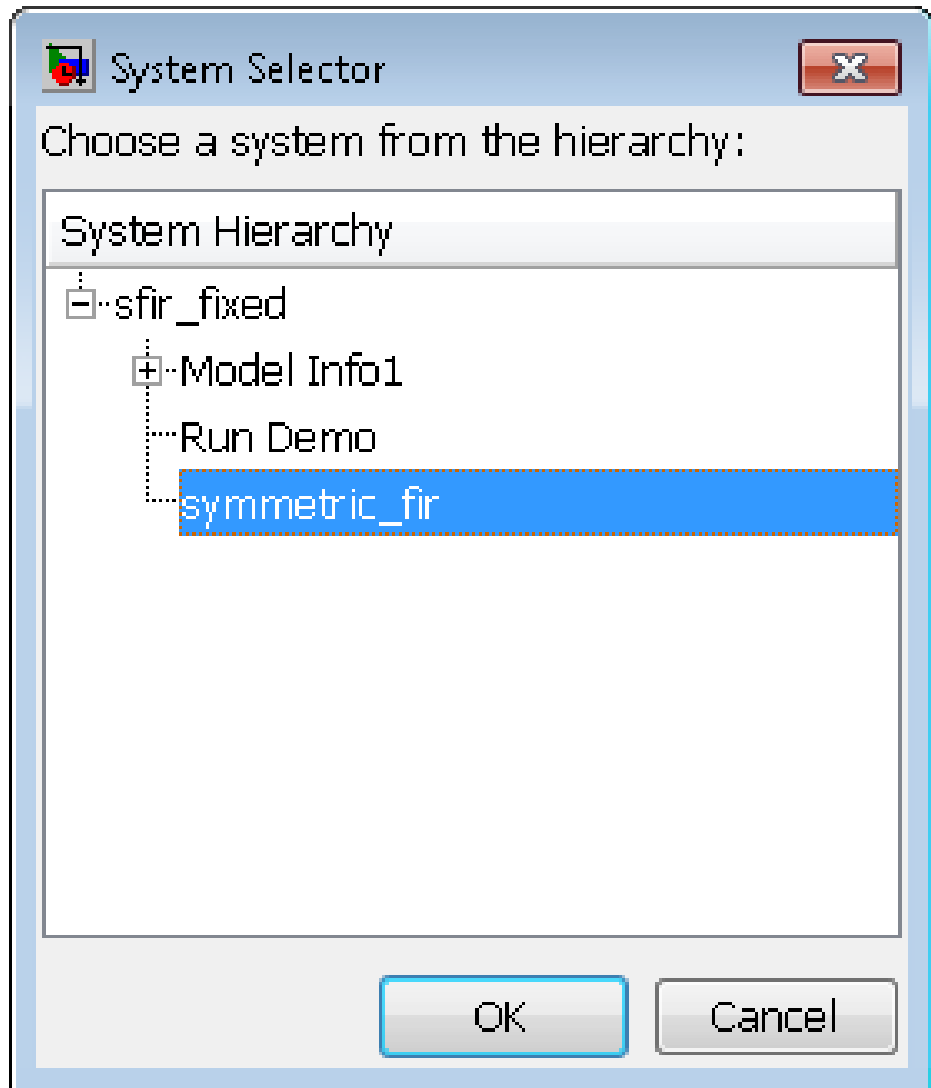 System Selector
Choose a system from the hierarchy:
System Hierarchy
sfir_fixed
Model Info1
Run Demo
symmetric_fir
OK Cancel